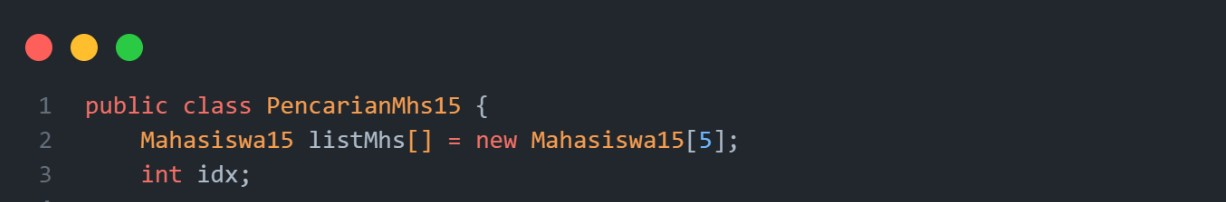 1 public class PencarianMhs15 {
2     Mahasiswa15 listMhs[] = new Mahasiswa15[5];
3     int idx;